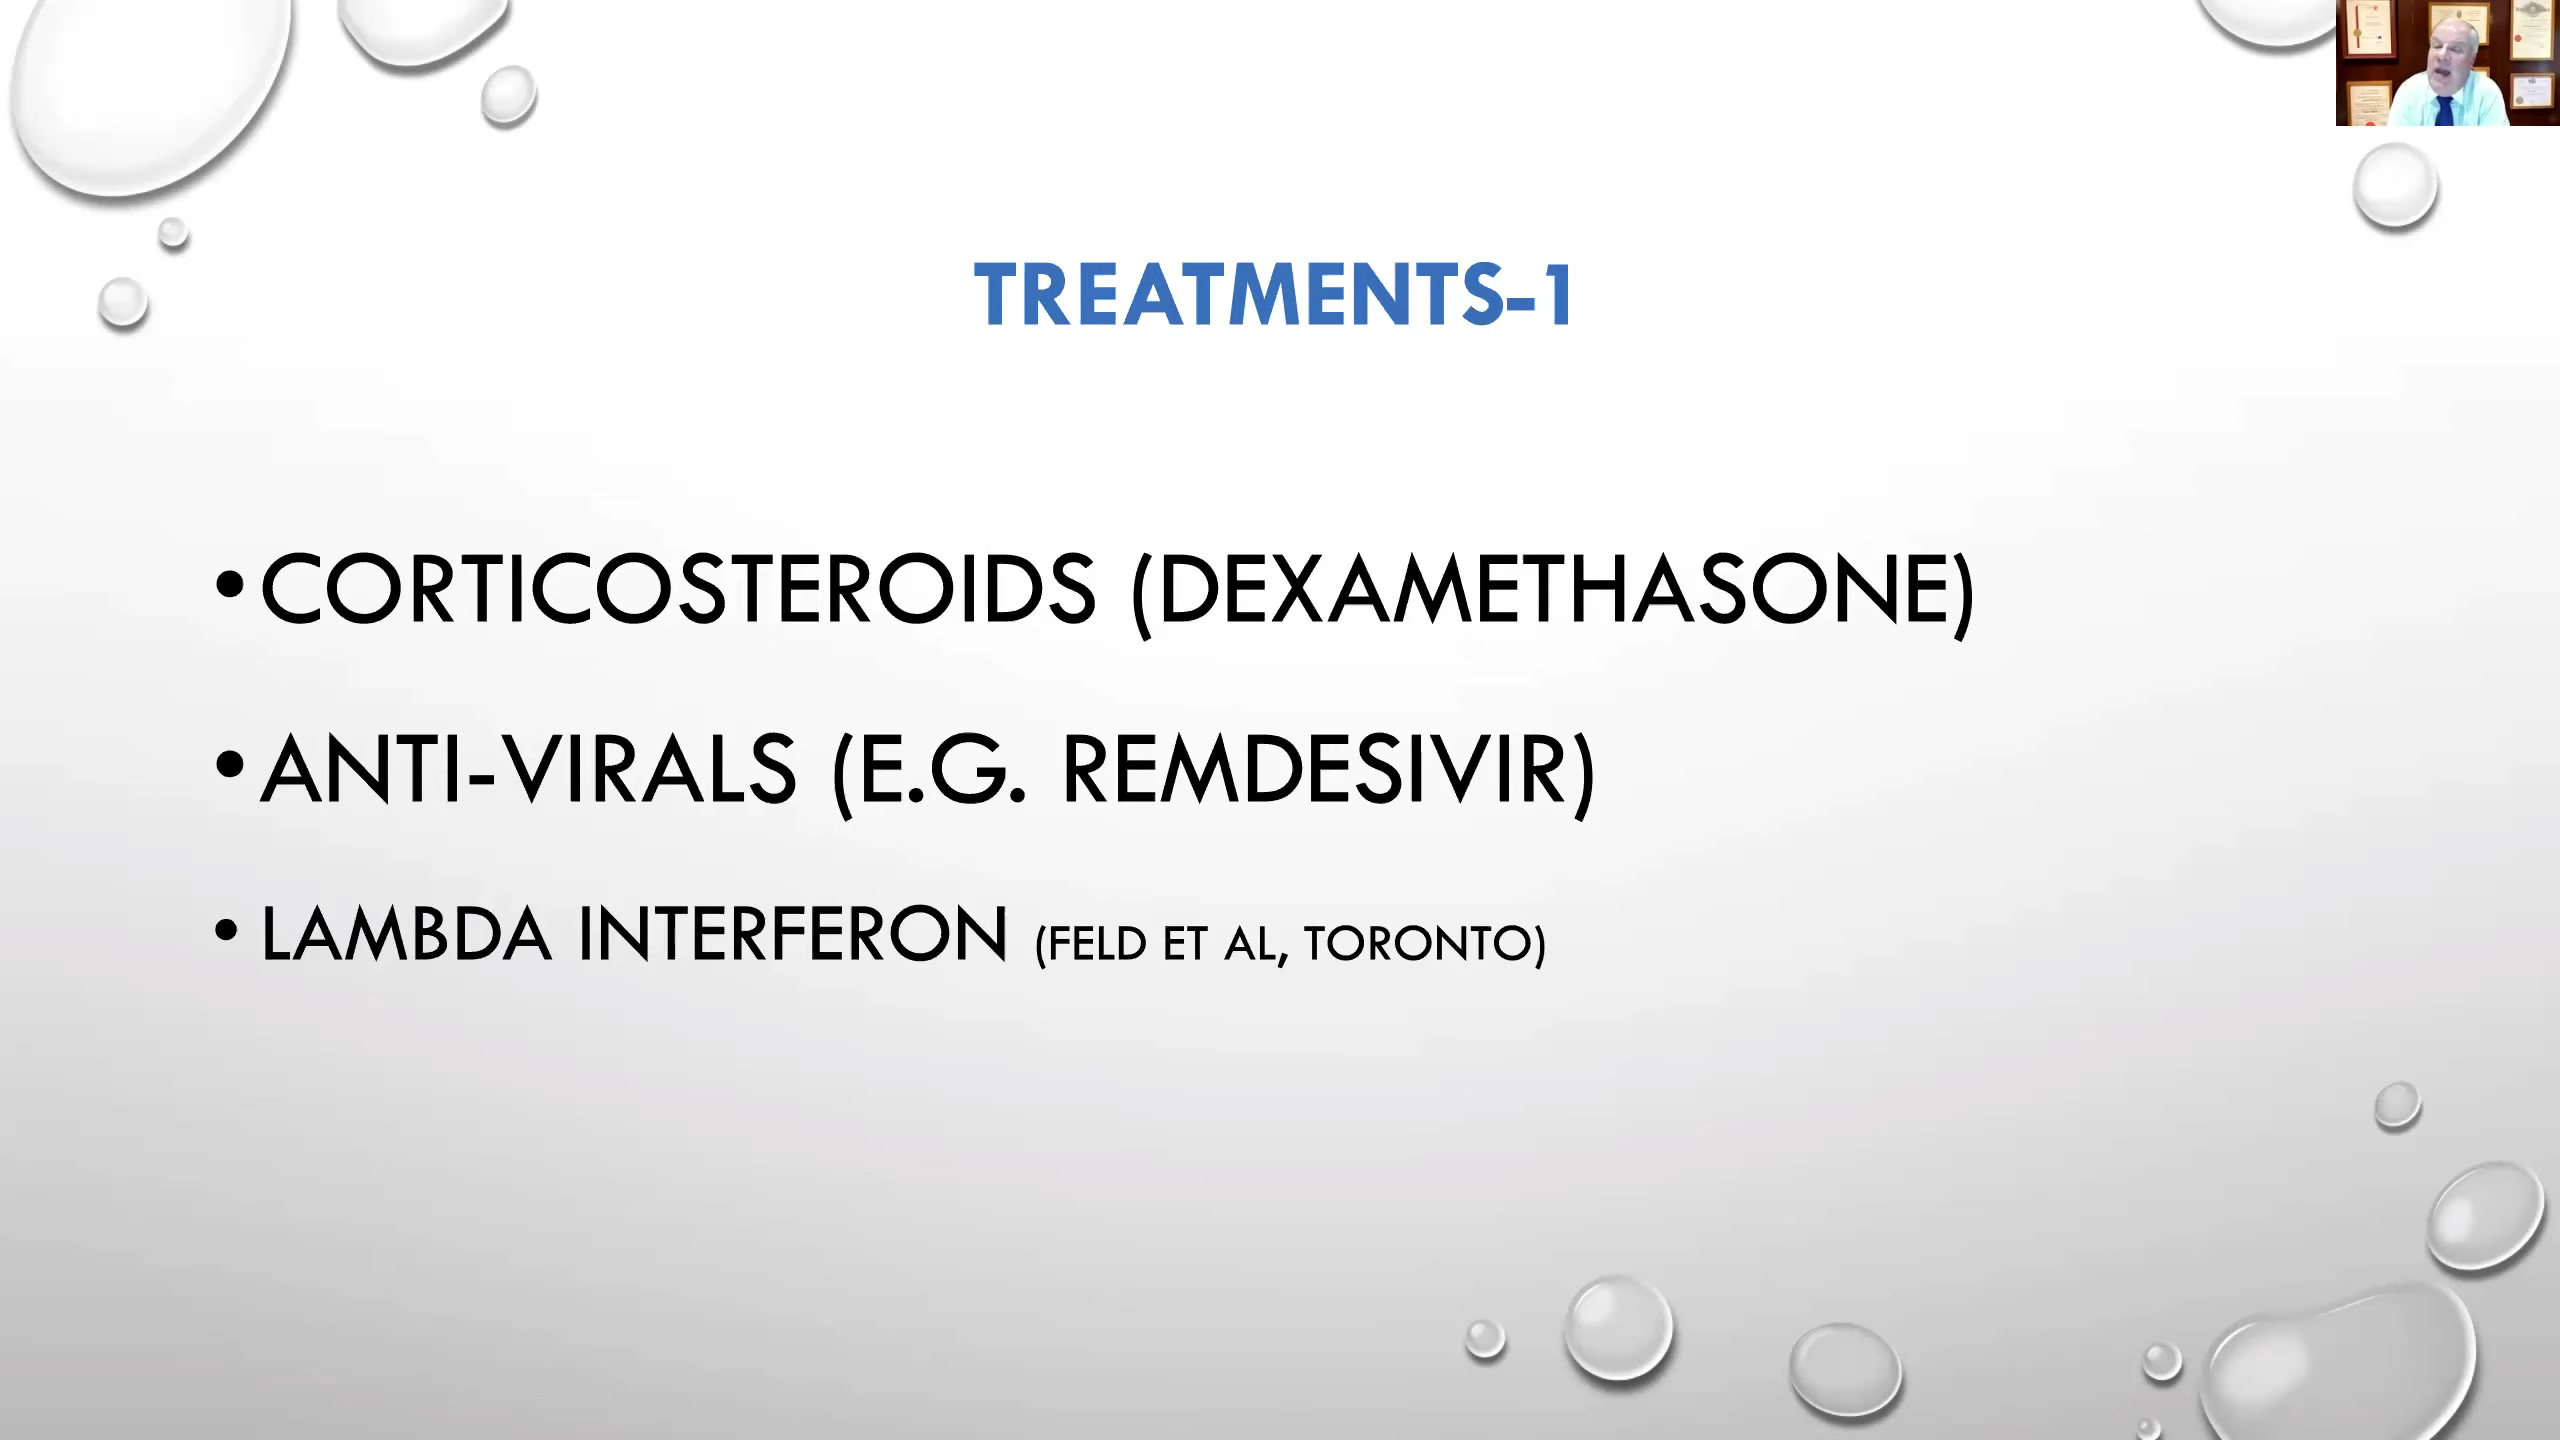 TREATMENTS-1
•CORTICOSTEROIDS (DEXAMETHASONE)
•ANTI-VIRALS (E.G. REMDESIVIR)
• LAMBDA INTERFERON (FELD ET AL, TORONTO)